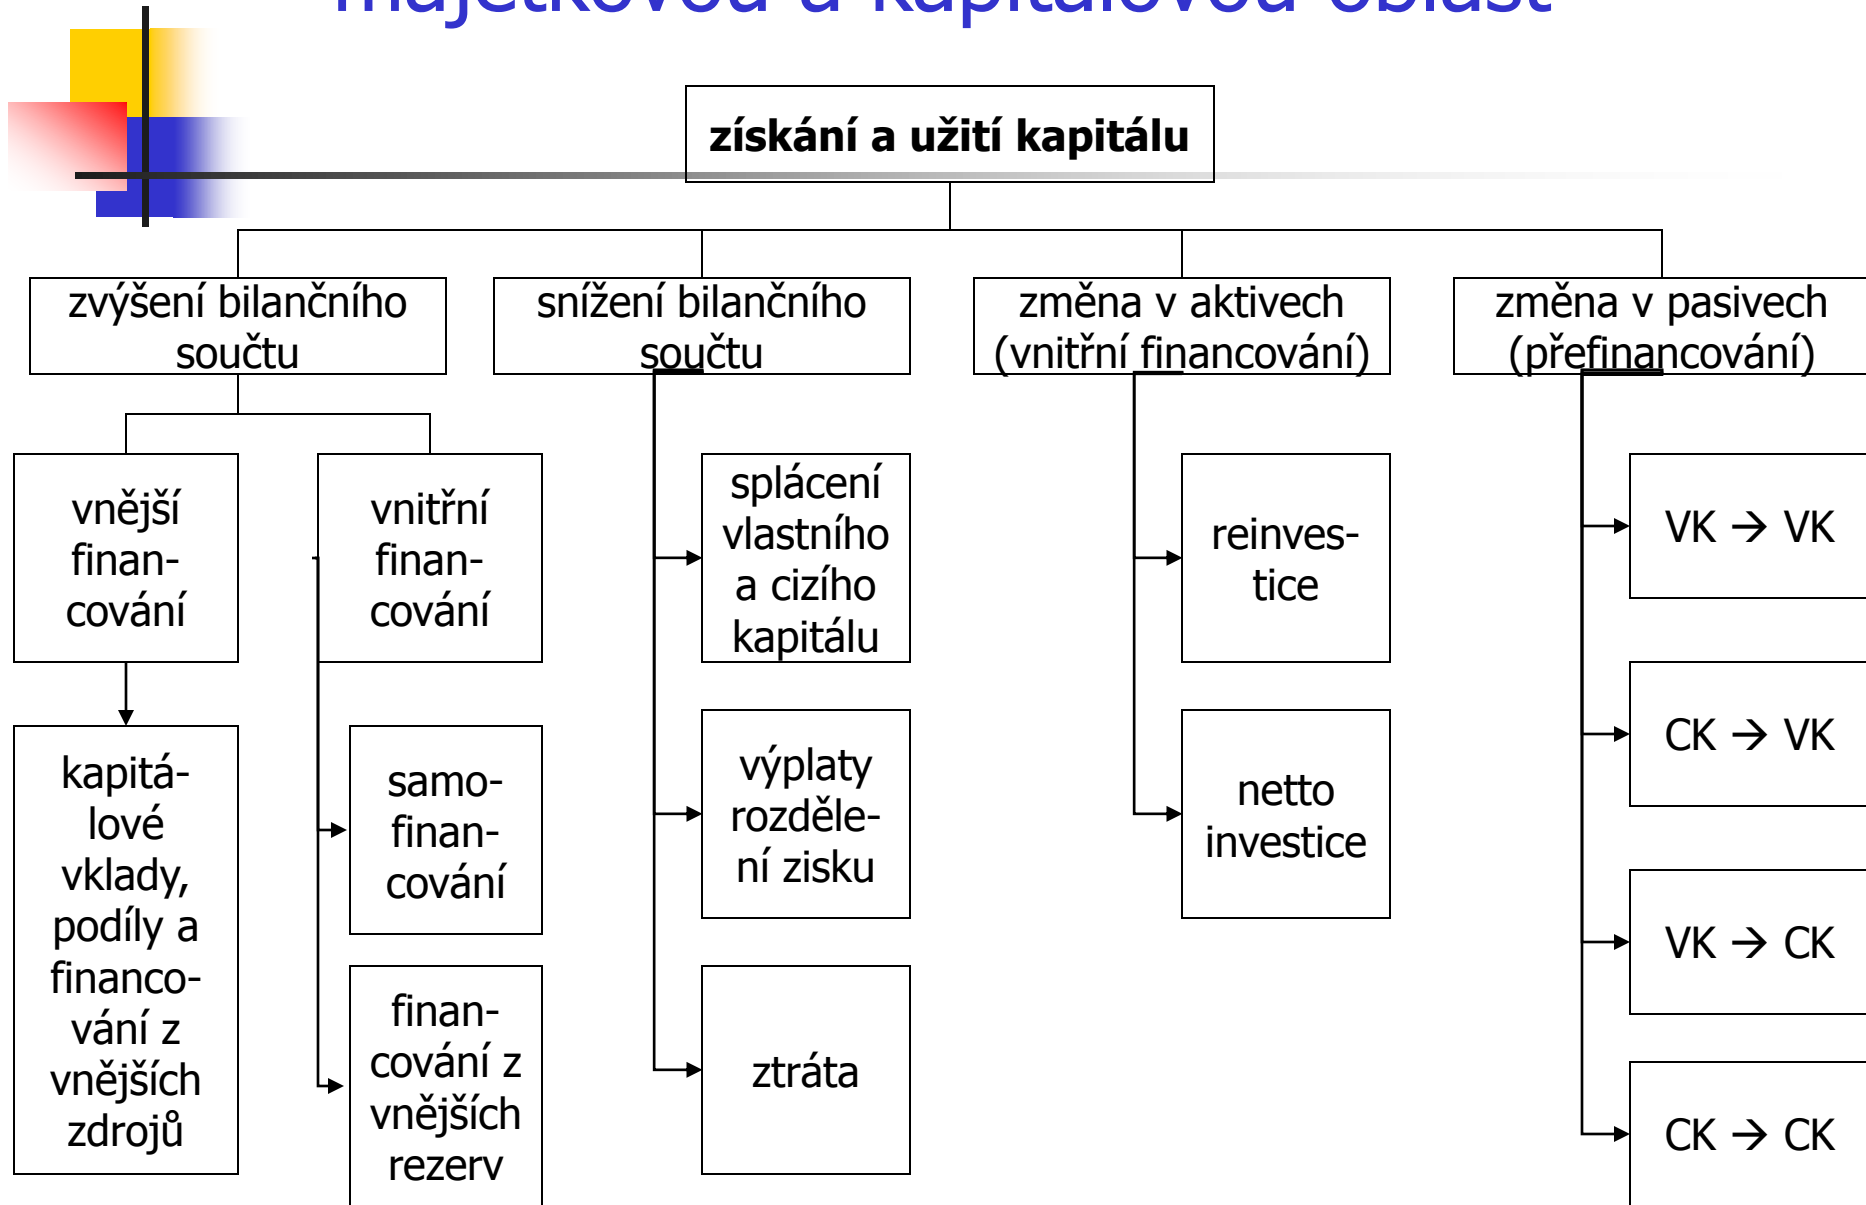 majetkovou a kapitálovou oblast
získání a užití kapitálu
zvýšení bilančního
součtu
snížení bilančního
součtu
změna v aktivech
(vnitřní financování)
změna v pasivech
(přefinancování)
vnější
finan-
cování
vnitřní
finan-
cování
kapitá-
lové
vklady,
podíly a
financo-
vání z
vnějších
zdrojů
samo-
finan-
cování
finan-
cování z
vnějších
rezerv
splácení
vlastního
a cizího
kapitálu
výplaty
rozděle-
ní zisku
ztráta
reinves-
tice
netto
investice
VK → VK
CK → VK
VK → CK
CK → CK